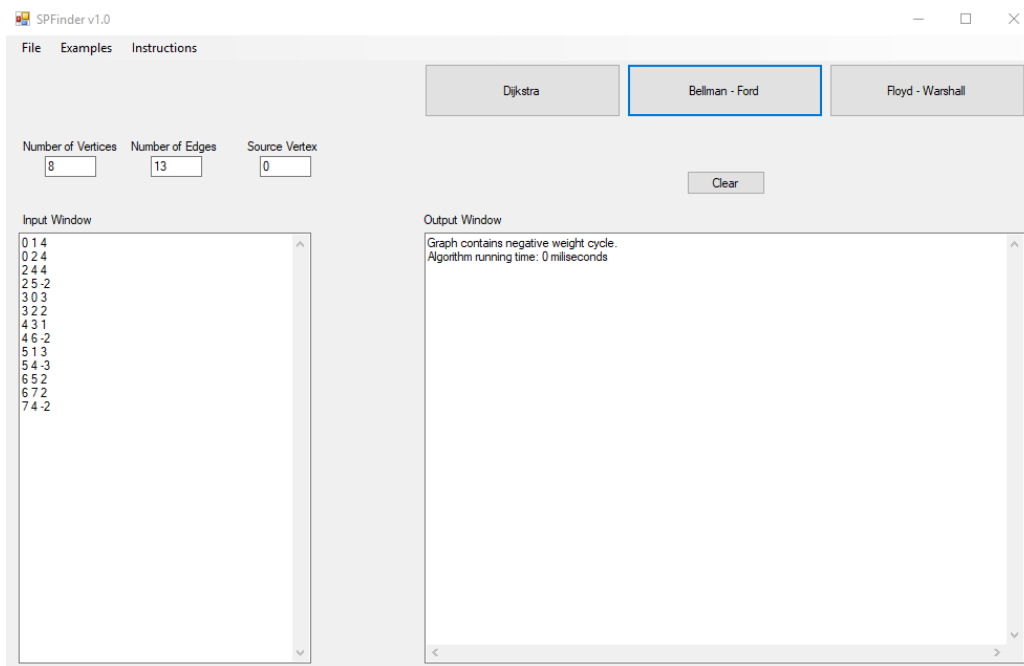 SPFinder v1.0
File Examples Instructions
Dijkstra Bellman - Ford Floyd - Warshall
Number of Vertices Number of Edges Source Vertex
8 13 0
Clear
Input Window Output Window
0 1 4
0 2 4
2 4 4
2 5 -2
3 0 3
3 2 2
4 3 1
4 6 -2
5 1 3
5 4 -3
6 5 2
6 7 2
7 4 -2
Graph contains negative weight cycle.
Algorithm running time: 0 miliseconds